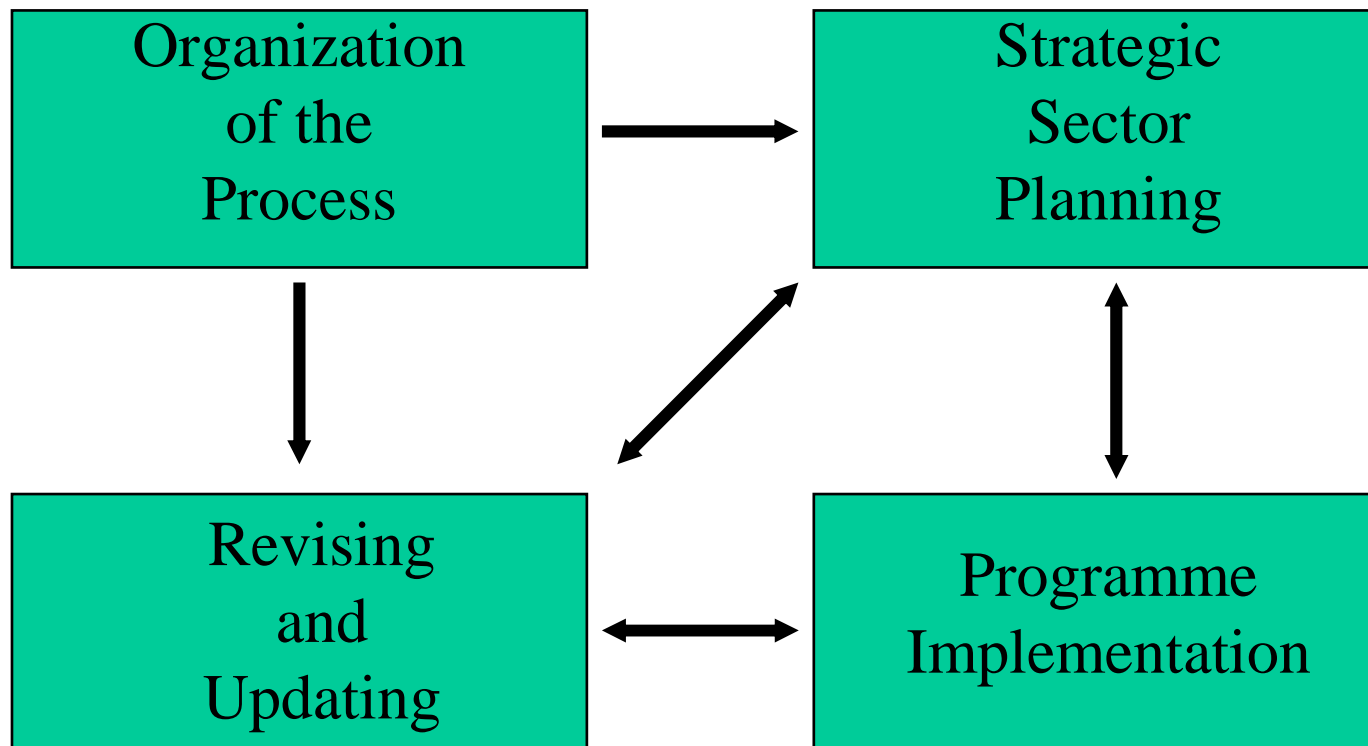 Organization
of the
Process
Strategic
Sector
Planning
Revising
and
Updating
Programme
Implementation